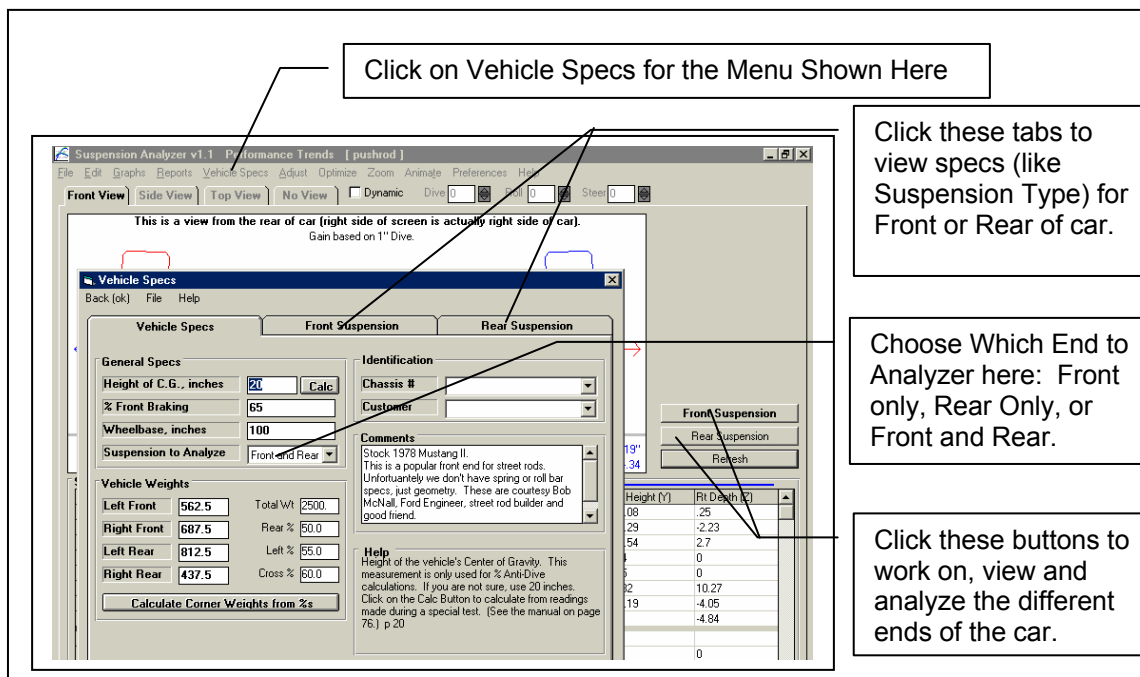 Click on Vehicle Specs for the Menu Shown Here
Click these tabs to
view specs (like
Suspension Type) for
Front or Rear of car.
Choose Which End to
Analyzer here: Front
only, Rear Only, or
Front and Rear.
Click these buttons to
work on, view and
analyze the different
ends of the car.
Suspension Analyzer v1.1 Performance Trends [ pushrod ]
File Edit Graphs Reports Vehicle Specs Adjust Optimize Zoom Animate Preferences Help
Front View Side View Top View No View Dynamic Dive 0 Roll 0 Steer 0
This is a view from the rear of car (right side of screen is actually right side of car).
Gain based on 1" Dive.
Vehicle Specs
Back (ok) File Help
Vehicle Specs Front Suspension Rear Suspension
General Specs
Height of C.G., inches 20 Calc
% Front Braking 65
Wheelbase, inches 100
Suspension to Analyze Front and Rear
Vehicle Weights
Left Front 562.5 Total Wt 2500.
Right Front 687.5 Rear % 50.0
Left Rear 812.5 Left % 55.0
Right Rear 437.5 Cross % 60.0
Calculate Corner Weights from %s
Identification
Chassis #
Customer
Comments
Stock 1978 Mustang II.
This is a popular front end for street rods.
Unfortuantely we don't have spring or roll bar
specs, just geometry. These are courtesy Bob
McNall, Ford Engineer, street rod builder and
good friend.
Help
Height of the vehicle's Center of Gravity. This
measurement is only used for % Anti-Dive
calculations. If you are not sure, use 20 inches.
Click on the Calc Button to calculate from readings
made during a special test. (See the manual on page
76.) p 20
Front Suspension
Rear Suspension
Refresh
19"
.34
Height (Y) Rt Depth (Z)
.08 .25
.29 -2.23
.54 2.7
0
0
10.27
.19 -4.05
-4.84
0